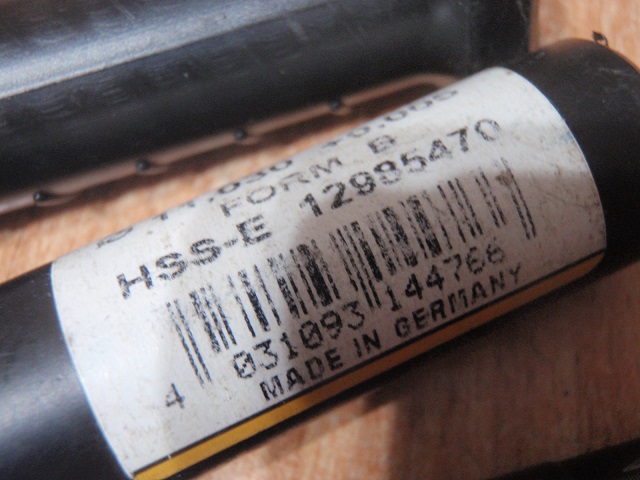 FORM B
HSS-E 12985470
4 031093 144766
MADE IN GERMANY